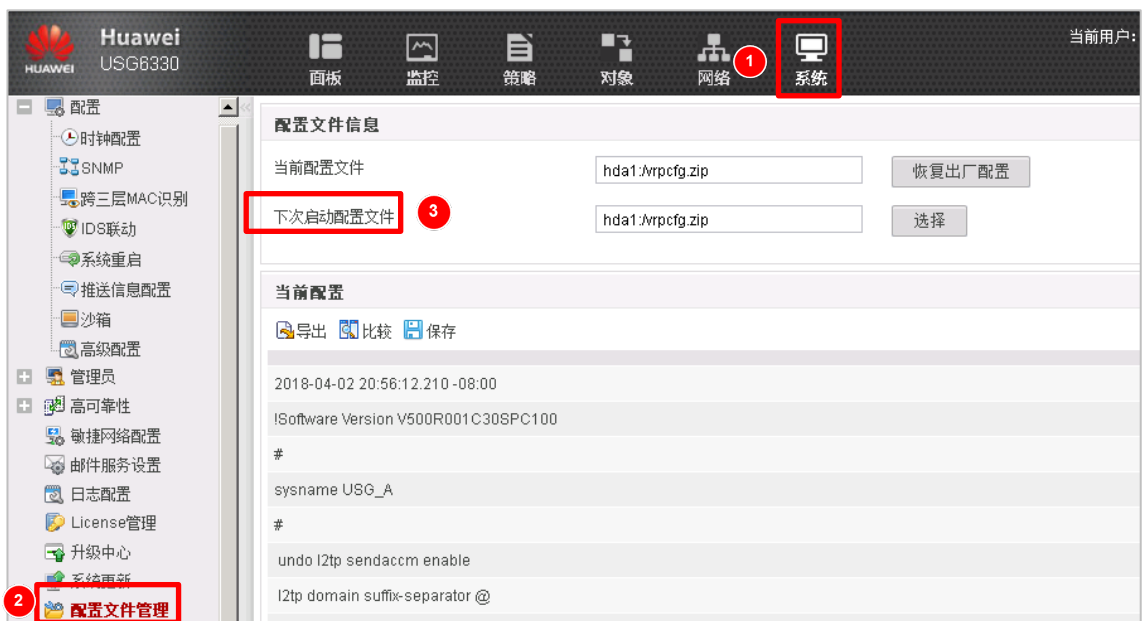 Huawei
USG6330
HUAWEI
面板
监控
策略
对象
网络
1
系统
当前用户:
配置
时钟配置
SNMP
跨三层MAC识别
IDS联动
系统重启
推送信息配置
沙箱
高级配置
管理员
高可靠性
敏捷网络配置
邮件服务设置
日志配置
License管理
升级中心
系统更新
2
配置文件管理
配置文件信息
当前配置文件
hda1:/vrpcfg.zip
恢复出厂配置
下次启动配置文件
3
hda1:/vrpcfg.zip
选择
当前配置
导出 比较 保存
2018-04-02 20:56:12.210 -08:00
!Software Version V500R001C30SPC100
#
sysname USG_A
#
undo l2tp sendaccm enable
l2tp domain suffix-separator @